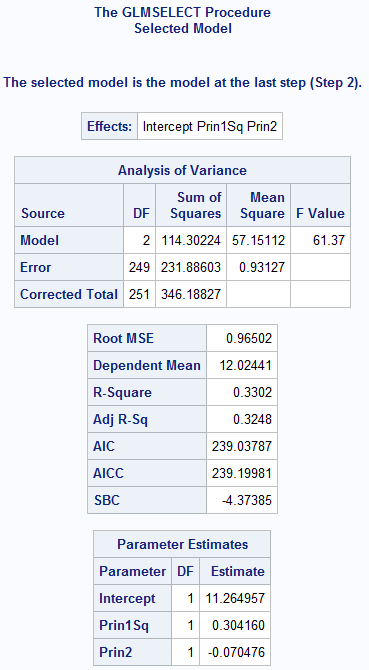 The GLMSELECT Procedure
Selected Model
The selected model is the model at the last step (Step 2).
Effects: Intercept Prin1Sq Prin2
Analysis of Variance
Source DF Sum of Squares Mean Square F Value
Model 2 114.30224 57.15112 61.37
Error 249 231.88603 0.93127
Corrected Total 251 346.18827
Root MSE 0.96502
Dependent Mean 12.02441
R-Square 0.3302
Adj R-Sq 0.3248
AIC 239.03787
AICC 239.19981
SBC -4.37385
Parameter Estimates
Parameter DF Estimate
Intercept 1 11.264957
Prin1Sq 1 0.304160
Prin2 1 -0.070476